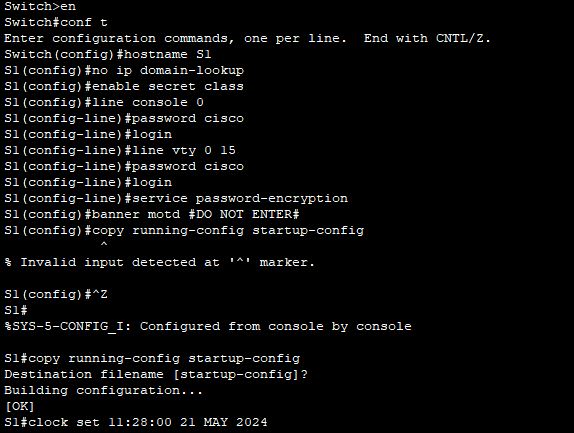 Switch>en
Switch#conf t
Enter configuration commands, one per line.  End with CNTL/Z.
Switch(config)#hostname S1
S1(config)#no ip domain-lookup
S1(config)#enable secret class
S1(config)#line console 0
S1(config-line)#password cisco
S1(config-line)#login
S1(config-line)#line vty 0 15
S1(config-line)#password cisco
S1(config-line)#login
S1(config-line)#service password-encryption
S1(config)#banner motd #DO NOT ENTER#
S1(config)#copy running-config startup-config
^
% Invalid input detected at '^' marker.
S1(config)#^Z
S1#
%SYS-5-CONFIG_I: Configured from console by console
S1#copy running-config startup-config
Destination filename [startup-config]?
Building configuration...
[OK]
S1#clock set 11:28:00 21 MAY 2024